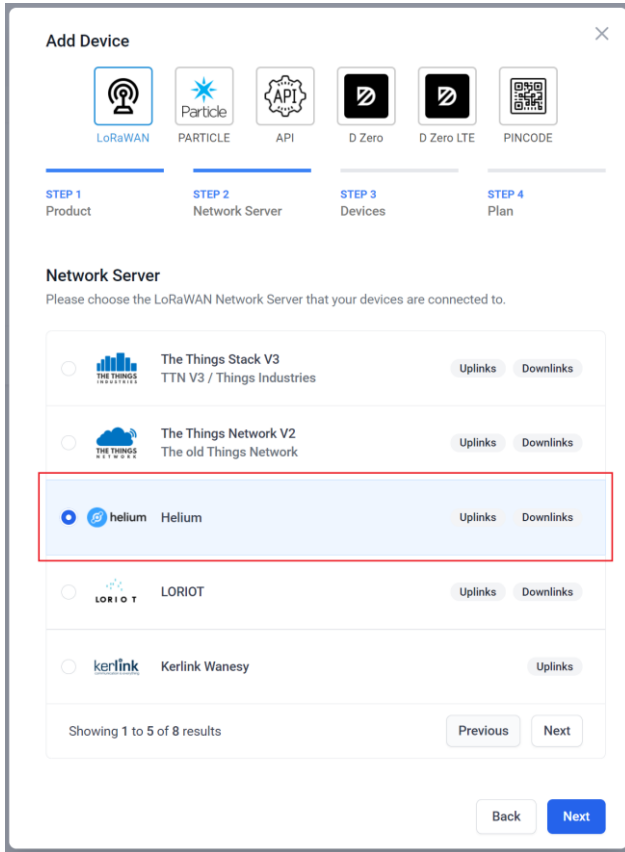 Add Device
Particle
API
LoRaWAN
PARTICLE
API
D Zero
D Zero LTE
PINCODE
STEP 1
Product
STEP 2
Network Server
STEP 3
Devices
STEP 4
Plan
Network Server
Please choose the LoRaWAN Network Server that your devices are connected to.
THE THINGS
INDUSTRIES
The Things Stack V3
TTN V3 / Things Industries
Uplinks
Downlinks
THE THINGS
NETWORK
The Things Network V2
The old Things Network
Uplinks
Downlinks
helium
Helium
Uplinks
Downlinks
LORIOT
LORIOT
Uplinks
Downlinks
kerlink
Kerlink Wanesy
Uplinks
Showing 1 to 5 of 8 results
Previous
Next
Back
Next